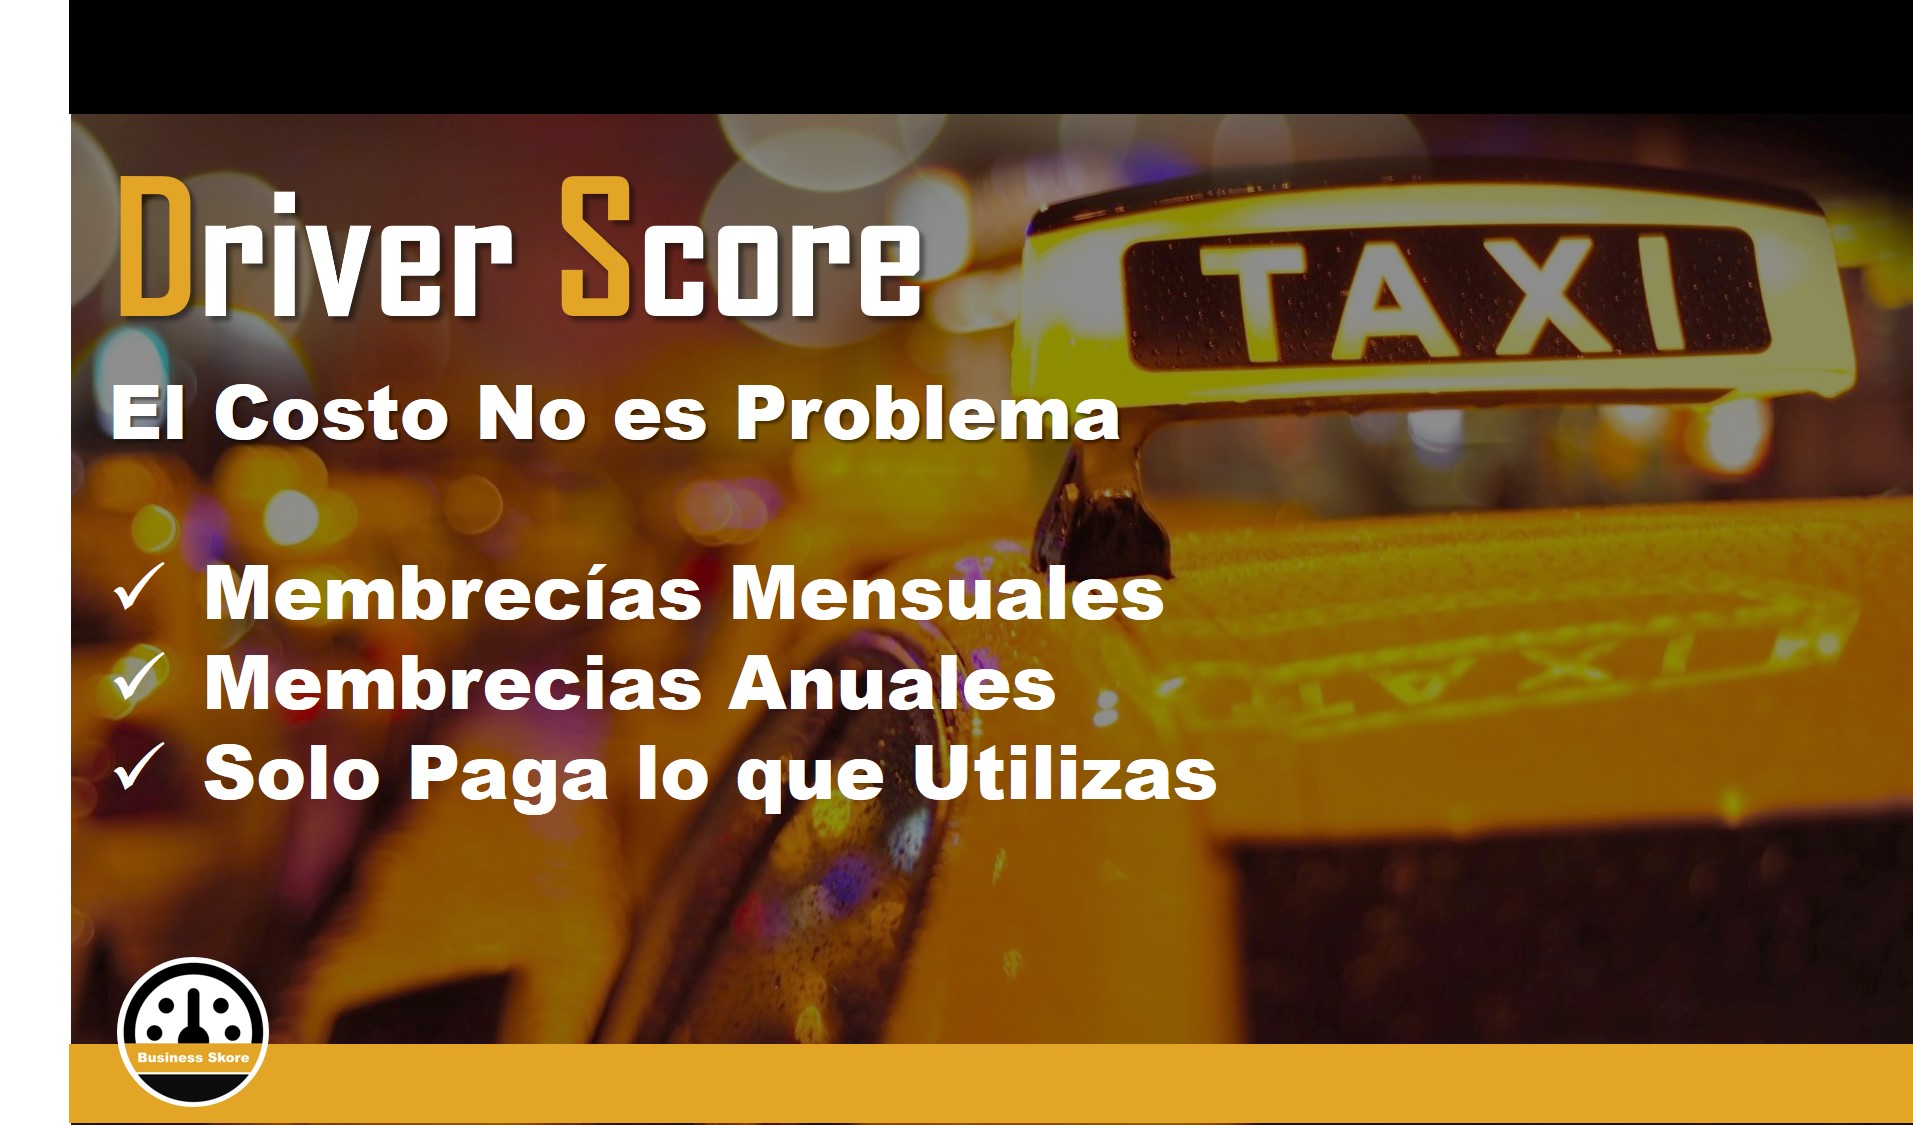 Driver Score
TAXI
El Costo No es Problema
Membrecías Mensuales
Membrecias Anuales
Solo Paga lo que Utilizas
Business Skore